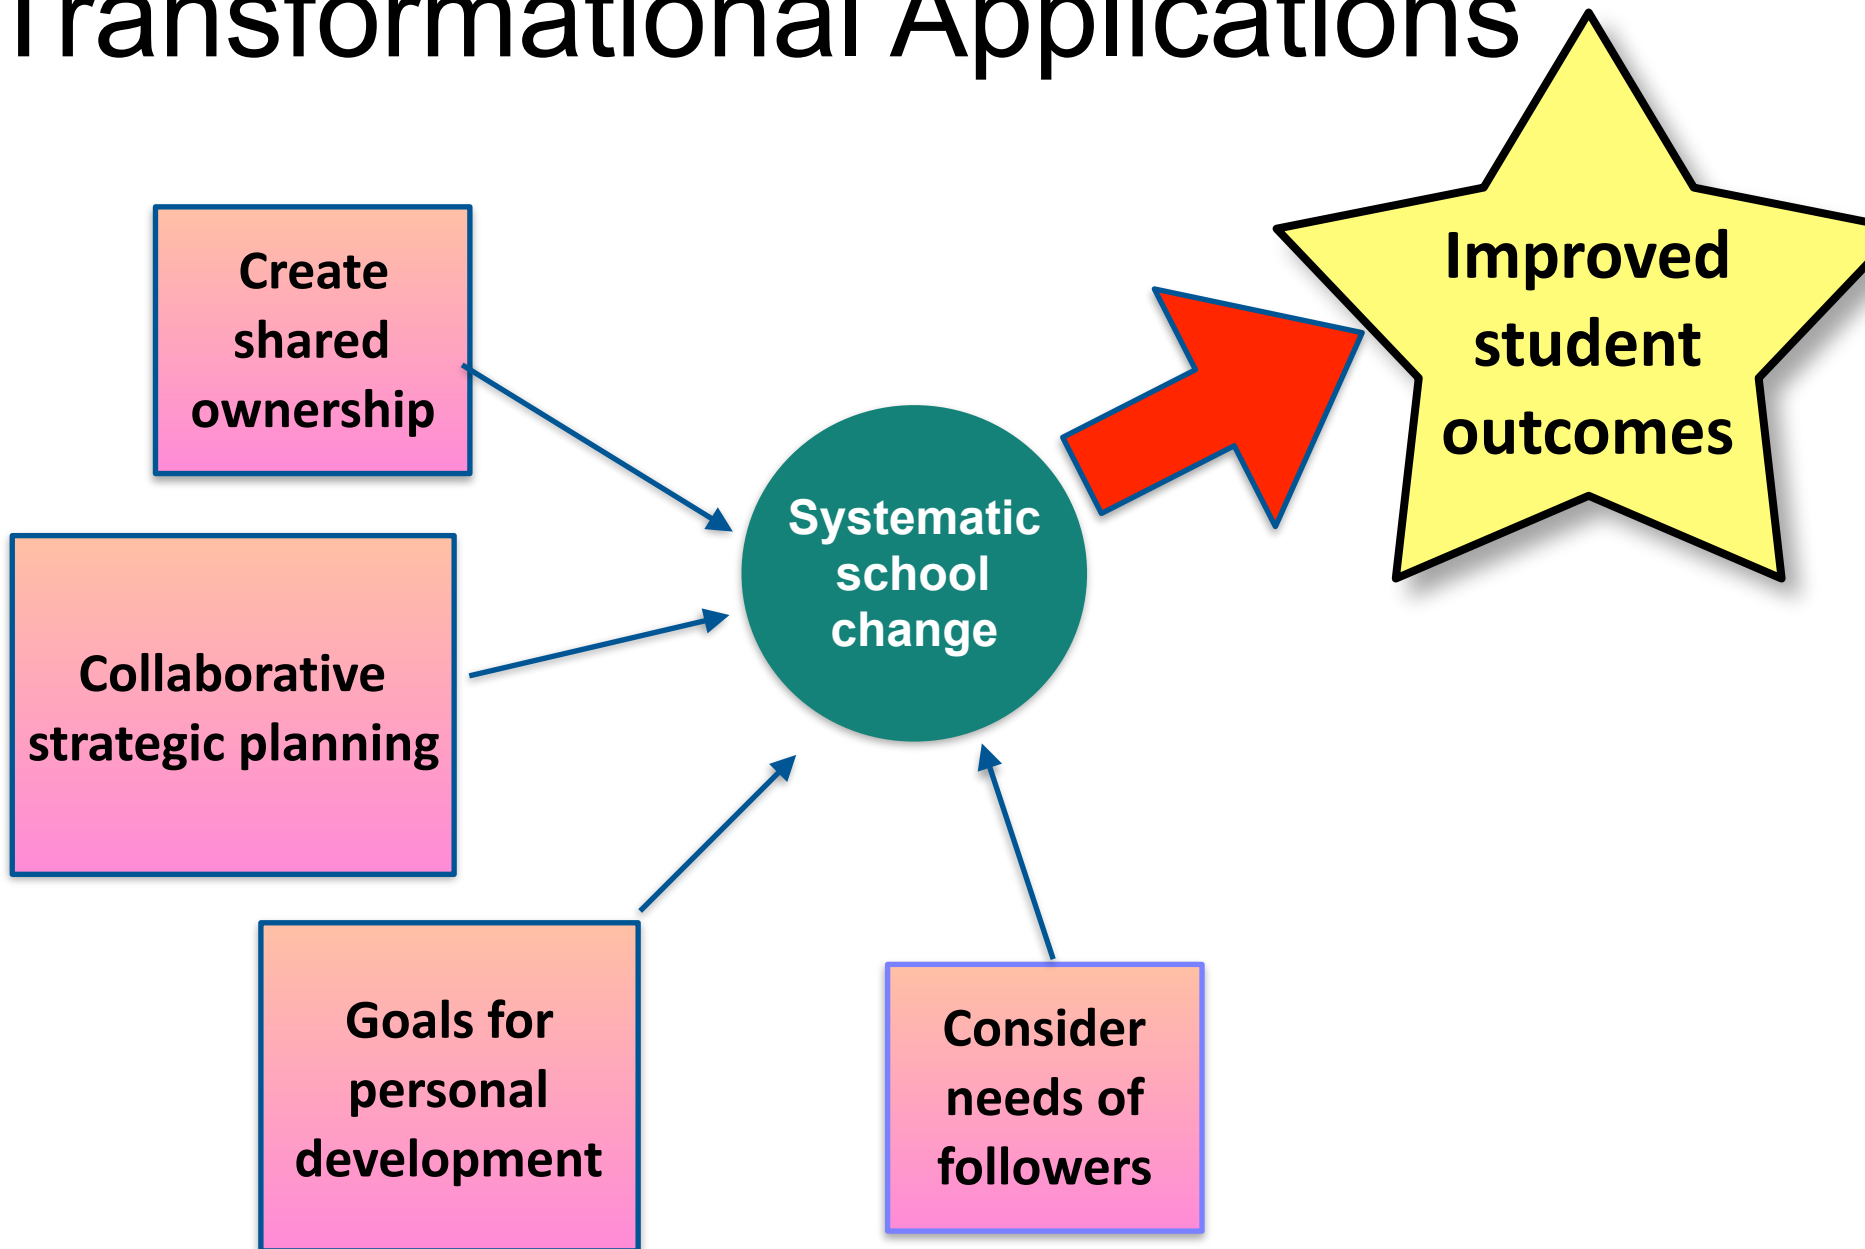 Transformational Applications
Create
shared
ownership
Improved
student
outcomes
Systematic
school
change
Collaborative
strategic planning
Goals for
personal
development
Consider
needs of
followers